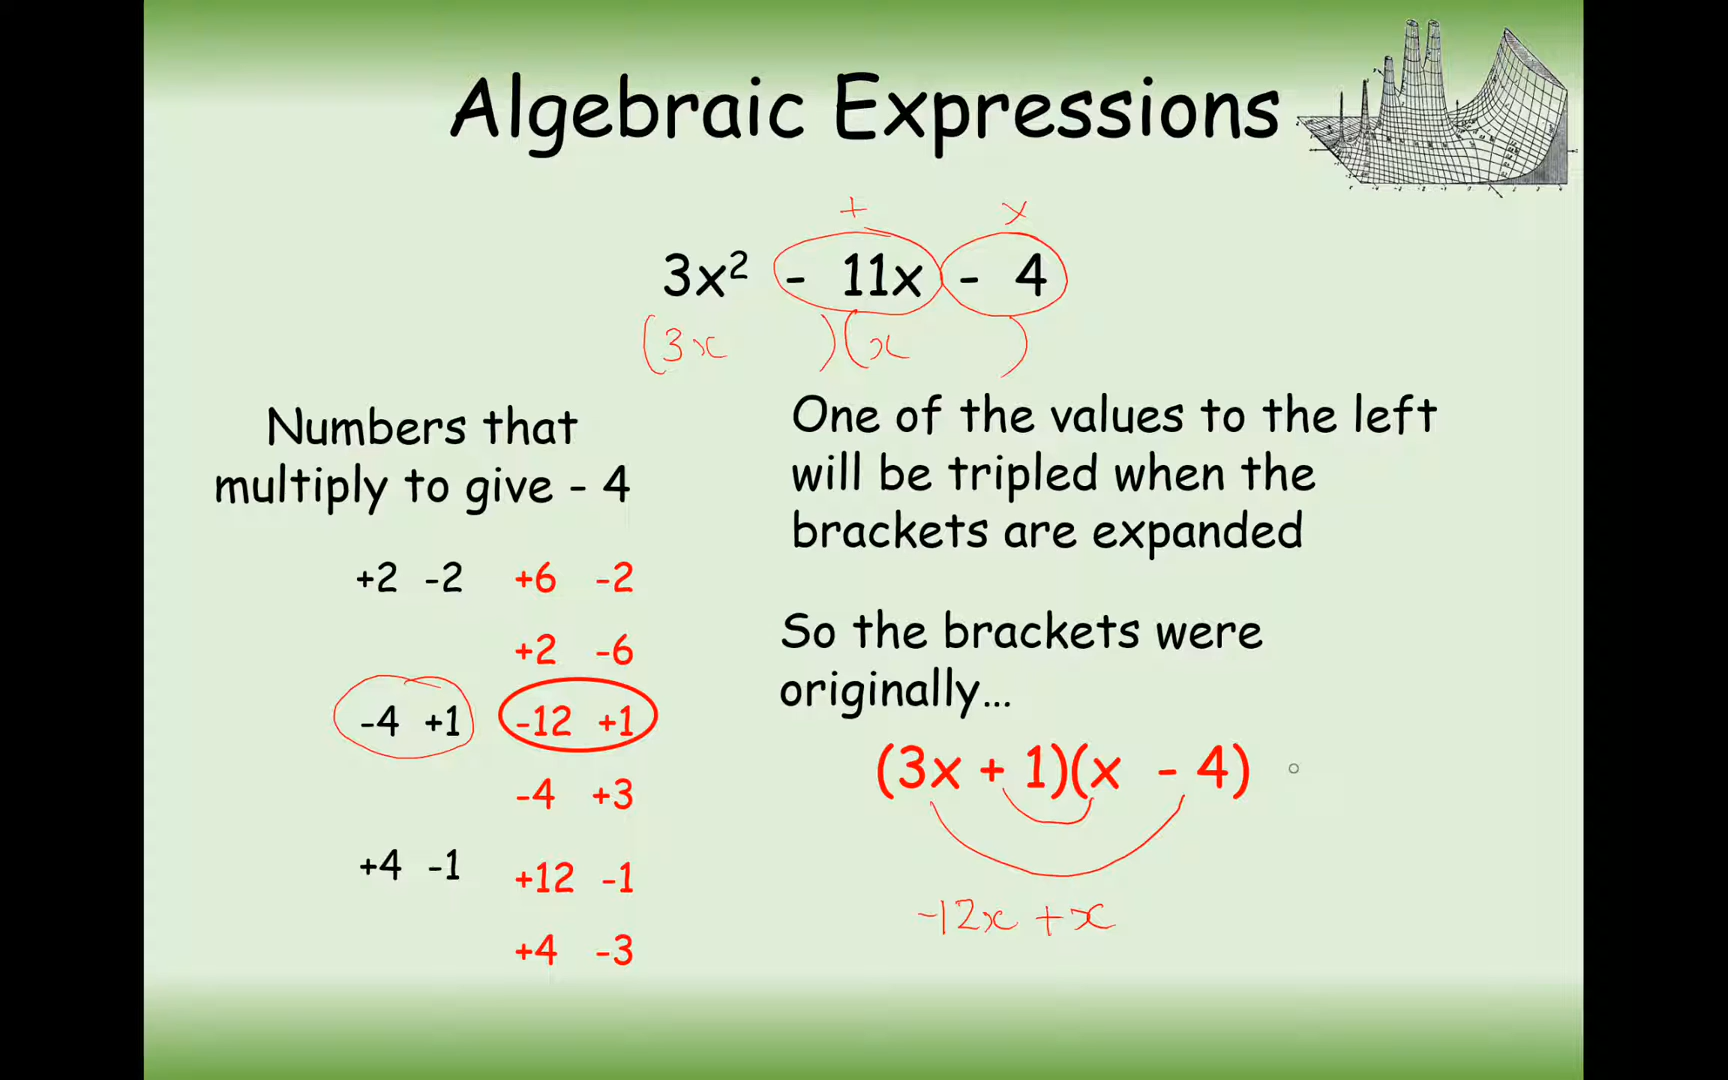 Algebraic Expressions
+ x
3x² - 11x - 4
(3x )(x )
Numbers that
multiply to give - 4
+2 -2 +6 -2
+2 -6
-4 +1 -12 +1
-4 +3
+4 -1 +12 -1
+4 -3
One of the values to the left
will be tripled when the
brackets are expanded
So the brackets were
originally…
(3x + 1)(x - 4)
-12x +x